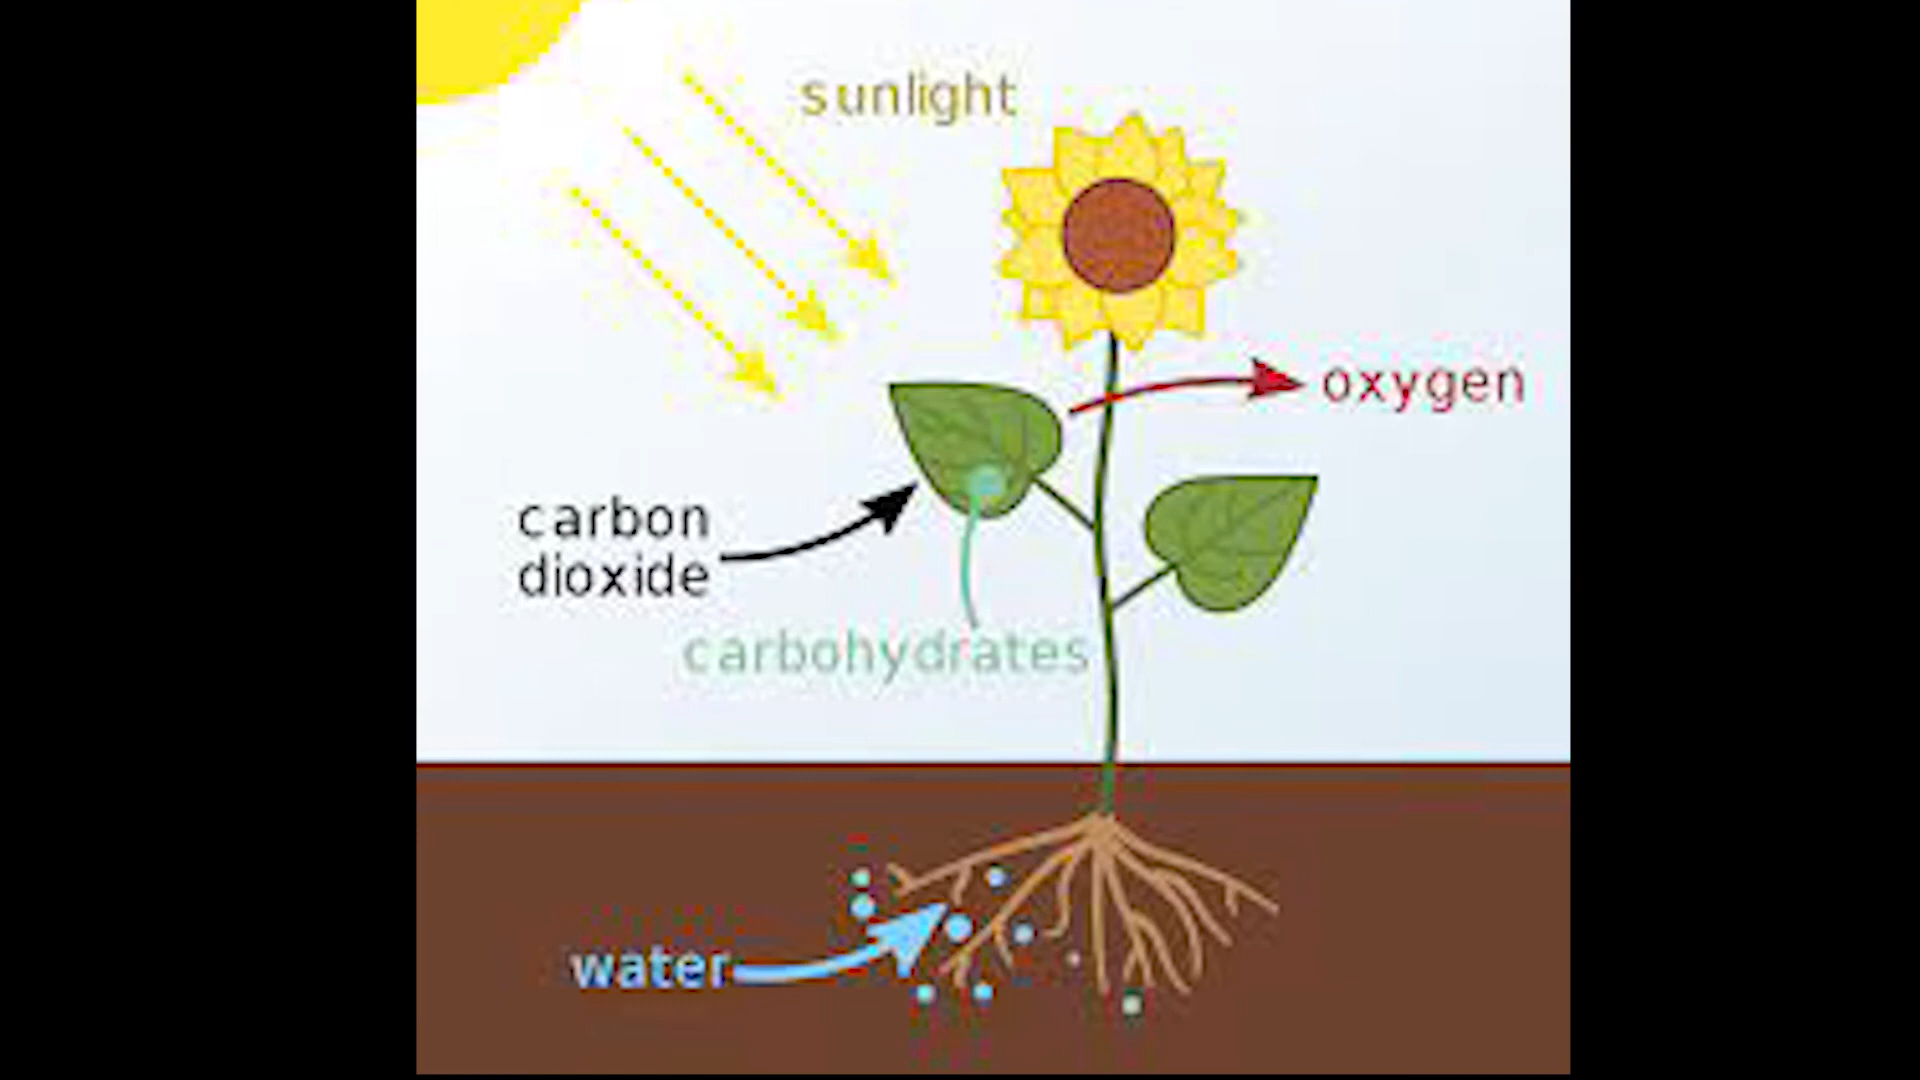 sunlight
oxygen
carbon
dioxide
carbohydrates
water